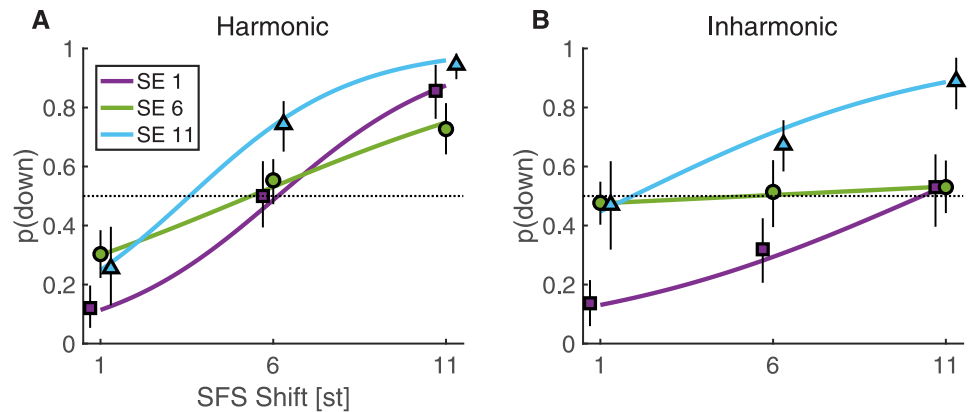 A
Harmonic
1
0.8
0.6
0.4
0.2
0
p(down)
SE 1
SE 6
SE 11
1
6
11
SFS Shift [st]
B
Inharmonic
1
0.8
0.6
0.4
0.2
0
p(down)
1
6
11